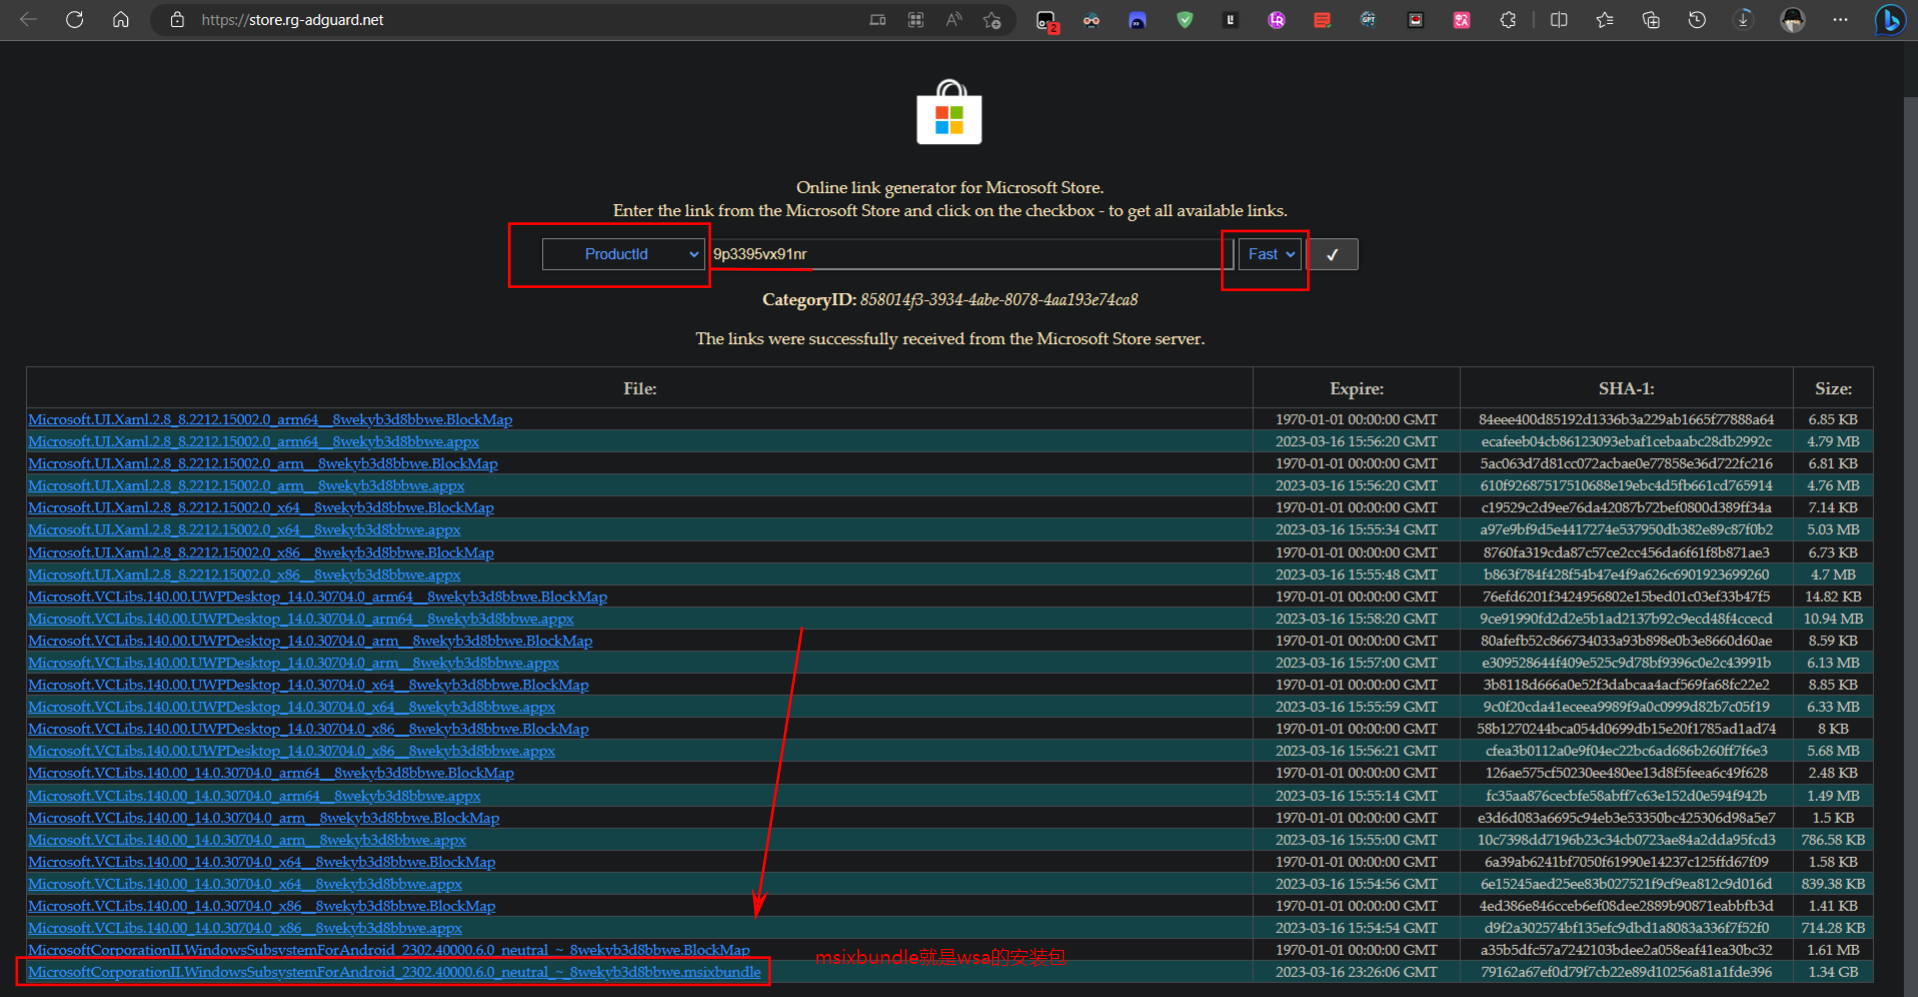 https://store.rg-adguard.net
Online link generator for Microsoft Store.
Enter the link from the Microsoft Store and click on the checkbox - to get all available links.
ProductId 9p3395vx91nr Fast ✓
CategoryID: 858014f3-3934-4abe-8078-4aa193e74ca8
The links were successfully received from the Microsoft Store server.
File: Expire: SHA-1: Size:
Microsoft.UI.Xaml.2.8_8.2212.15002.0_arm64__8wekyb3d8bbwe.BlockMap 1970-01-01 00:00:00 GMT 84eee400d85192d1336b3a229ab1665f77888a64 6.85 KB
Microsoft.UI.Xaml.2.8_8.2212.15002.0_arm64__8wekyb3d8bbwe.appx 2023-03-16 15:56:20 GMT ecafeeb04cb86123093ebaf1cebaabc28db2992c 4.79 MB
Microsoft.UI.Xaml.2.8_8.2212.15002.0_arm__8wekyb3d8bbwe.BlockMap 1970-01-01 00:00:00 GMT 5ac063d7d81cc072acbae0e77858e36d722fc216 6.81 KB
Microsoft.UI.Xaml.2.8_8.2212.15002.0_arm__8wekyb3d8bbwe.appx 2023-03-16 15:56:20 GMT 610f92687517510688e19ebc4d5fb661cd765914 4.76 MB
Microsoft.UI.Xaml.2.8_8.2212.15002.0_x64__8wekyb3d8bbwe.BlockMap 1970-01-01 00:00:00 GMT c19529c2d9ee76da42087b72bef0800d389ff34a 7.14 KB
Microsoft.UI.Xaml.2.8_8.2212.15002.0_x64__8wekyb3d8bbwe.appx 2023-03-16 15:55:34 GMT a97e9bf9d5e4417274e537950db382e89c87f0b2 5.03 MB
Microsoft.UI.Xaml.2.8_8.2212.15002.0_x86__8wekyb3d8bbwe.BlockMap 1970-01-01 00:00:00 GMT 8760fa319cda87c57ce2cc456da6f61f8b871ae3 6.73 KB
Microsoft.UI.Xaml.2.8_8.2212.15002.0_x86__8wekyb3d8bbwe.appx 2023-03-16 15:55:48 GMT b863f784f428f54b47e4f9a626c6901923699260 4.7 MB
Microsoft.VCLibs.140.00.UWPDesktop_14.0.30704.0_arm64__8wekyb3d8bbwe.BlockMap 1970-01-01 00:00:00 GMT 76efd6201f3424956802e15bed01c03ef33b47f5 14.82 KB
Microsoft.VCLibs.140.00.UWPDesktop_14.0.30704.0_arm64__8wekyb3d8bbwe.appx 2023-03-16 15:58:20 GMT 9ce91990fd2d2e5b1ad2137b92c9ecd48f4ccecd 10.94 MB
Microsoft.VCLibs.140.00.UWPDesktop_14.0.30704.0_arm__8wekyb3d8bbwe.BlockMap 1970-01-01 00:00:00 GMT 80afefb52c866734033a93b898e0b3e8660d60ae 8.59 KB
Microsoft.VCLibs.140.00.UWPDesktop_14.0.30704.0_arm__8wekyb3d8bbwe.appx 2023-03-16 15:57:00 GMT e309528644f409e525c9d78bf9396c0e2c43991b 6.13 MB
Microsoft.VCLibs.140.00.UWPDesktop_14.0.30704.0_x64__8wekyb3d8bbwe.BlockMap 1970-01-01 00:00:00 GMT 3b8118d666a0e52f3dabcaa4acf569fa68fc22e2 8.85 KB
Microsoft.VCLibs.140.00.UWPDesktop_14.0.30704.0_x64__8wekyb3d8bbwe.appx 2023-03-16 15:55:59 GMT 9c0f20cda41eceea9989f9a0c0999d82b7c05f19 6.33 MB
Microsoft.VCLibs.140.00.UWPDesktop_14.0.30704.0_x86__8wekyb3d8bbwe.BlockMap 1970-01-01 00:00:00 GMT 58b1270244bca054d0699db15e20f1785ad1ad74 8 KB
Microsoft.VCLibs.140.00.UWPDesktop_14.0.30704.0_x86__8wekyb3d8bbwe.appx 2023-03-16 15:56:21 GMT cfea3b0112a0e9f04ec22bc6ad686b260ff7f6e3 5.68 MB
Microsoft.VCLibs.140.00_14.0.30704.0_arm64__8wekyb3d8bbwe.BlockMap 1970-01-01 00:00:00 GMT 126ae575cf50230ee480ee13d8f5feea6c49f628 2.48 KB
Microsoft.VCLibs.140.00_14.0.30704.0_arm64__8wekyb3d8bbwe.appx 2023-03-16 15:55:14 GMT fc35aa876cecbfe58abff7c63e152d0e594f942b 1.49 MB
Microsoft.VCLibs.140.00_14.0.30704.0_arm__8wekyb3d8bbwe.BlockMap 1970-01-01 00:00:00 GMT e3d6d083a6695c94eb3e53350bc425306d98a5e7 1.5 KB
Microsoft.VCLibs.140.00_14.0.30704.0_arm__8wekyb3d8bbwe.appx 2023-03-16 15:55:00 GMT 10c7398dd7196b23c34cb0723ae84a2dda95fcd3 786.58 KB
Microsoft.VCLibs.140.00_14.0.30704.0_x64__8wekyb3d8bbwe.BlockMap 1970-01-01 00:00:00 GMT 6a39ab6241bf7050f61990e14237c125ffd67f09 1.58 KB
Microsoft.VCLibs.140.00_14.0.30704.0_x64__8wekyb3d8bbwe.appx 2023-03-16 15:54:56 GMT 6e15245aed25ee83b027521f9cf9ea812c9d016d 839.38 KB
Microsoft.VCLibs.140.00_14.0.30704.0_x86__8wekyb3d8bbwe.BlockMap 1970-01-01 00:00:00 GMT 4ed386e846cceb6ef08dee2889b90871eabbfb3d 1.41 KB
Microsoft.VCLibs.140.00_14.0.30704.0_x86__8wekyb3d8bbwe.appx 2023-03-16 15:54:54 GMT d9f2a302574bf135efc9dbd1a8083a336f7f52f0 714.28 KB
MicrosoftCorporationII.WindowsSubsystemForAndroid_2302.40000.6.0_neutral_~_8wekyb3d8bbwe.BlockMap 1970-01-01 00:00:00 GMT a35b5dfc57a7242103bdee2a058eaf41ea30bc32 1.61 MB
msixbundle就是wsa的安装包
MicrosoftCorporationII.WindowsSubsystemForAndroid_2302.40000.6.0_neutral_~_8wekyb3d8bbwe.msixbundle 2023-03-16 23:26:06 GMT 79162a67ef0d79f7cb22e89d10256a81a1fde396 1.34 GB